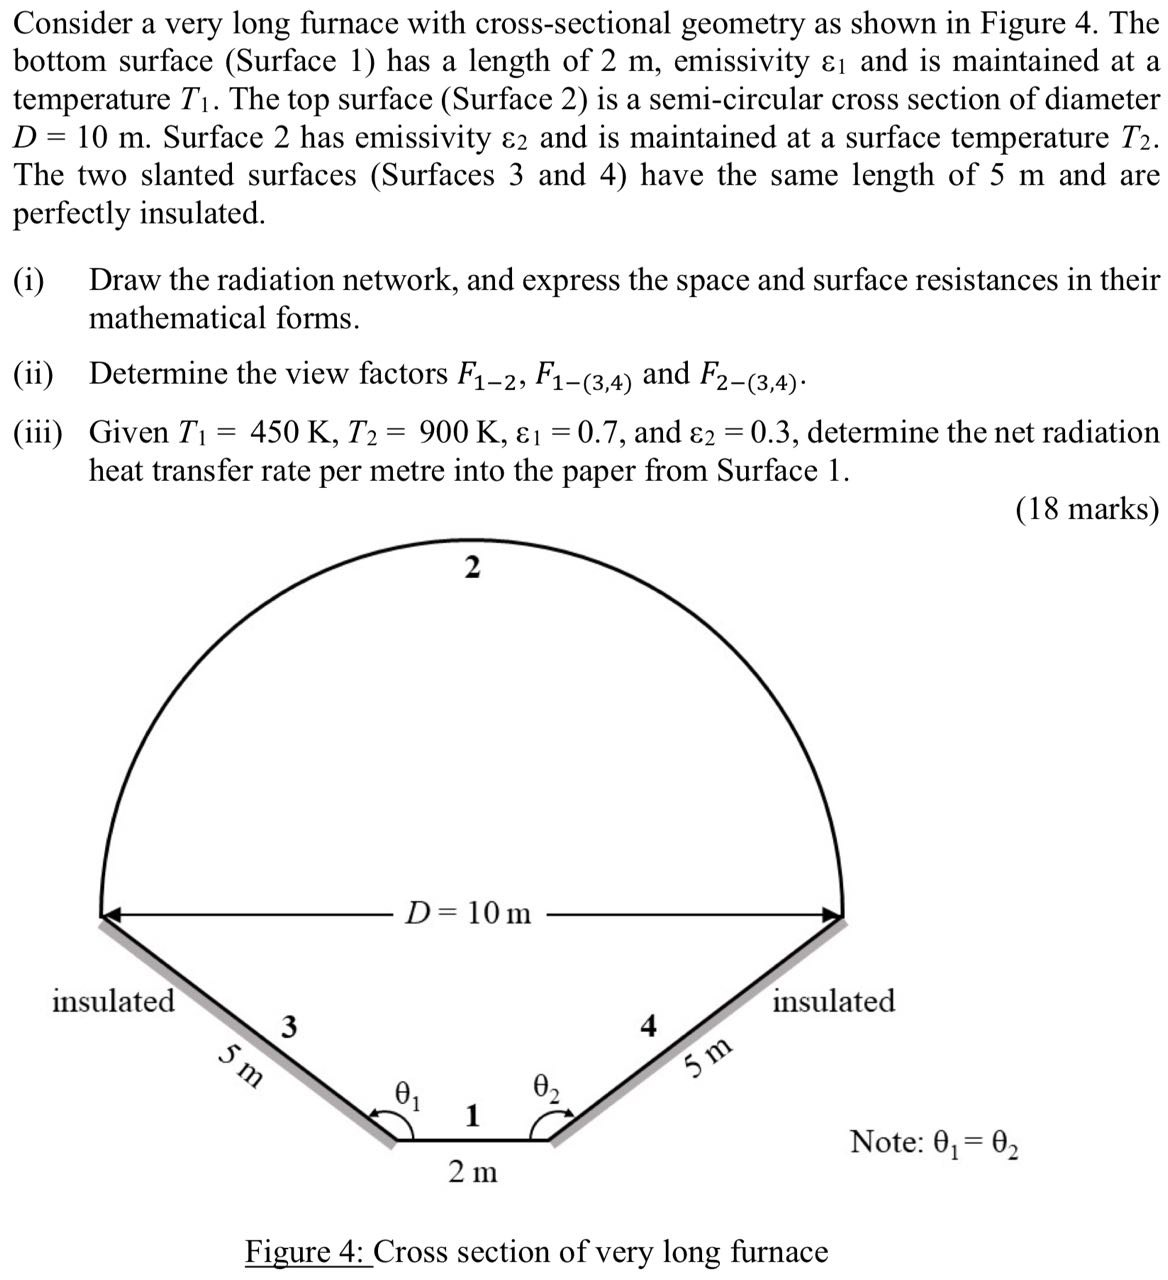 Consider a very long furnace with cross-sectional geometry as shown in Figure 4. The
bottom surface (Surface 1) has a length of 2 m, emissivity ε₁ and is maintained at a
temperature T₁. The top surface (Surface 2) is a semi-circular cross section of diameter
D = 10 m. Surface 2 has emissivity ε₂ and is maintained at a surface temperature T₂.
The two slanted surfaces (Surfaces 3 and 4) have the same length of 5 m and are
perfectly insulated.
(i) Draw the radiation network, and express the space and surface resistances in their
mathematical forms.
(ii) Determine the view factors F₁₋₂, F₁₋₍₃,₄₎ and F₂₋₍₃,₄₎.
(iii) Given T₁ = 450 K, T₂ = 900 K, ε₁ = 0.7, and ε₂ = 0.3, determine the net radiation
heat transfer rate per metre into the paper from Surface 1.
(18 marks)
2
D = 10 m
insulated
insulated
3
4
5 m
5 m
θ₁
θ₂
1
2 m
Note: θ₁ = θ₂
Figure 4: Cross section of very long furnace